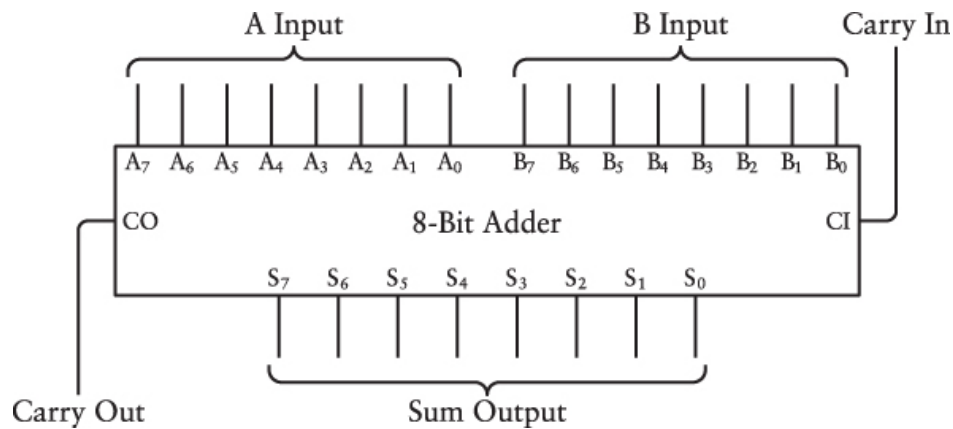 A Input B Input Carry In
A₇ A₆ A₅ A₄ A₃ A₂ A₁ A₀ B₇ B₆ B₅ B₄ B₃ B₂ B₁ B₀
CO 8-Bit Adder CI
S₇ S₆ S₅ S₄ S₃ S₂ S₁ S₀
Carry Out Sum Output